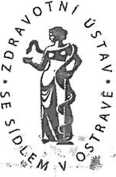 ZDRAVOTNÍ ÚSTAV
SE SÍDLEM V OSTRAVĚ